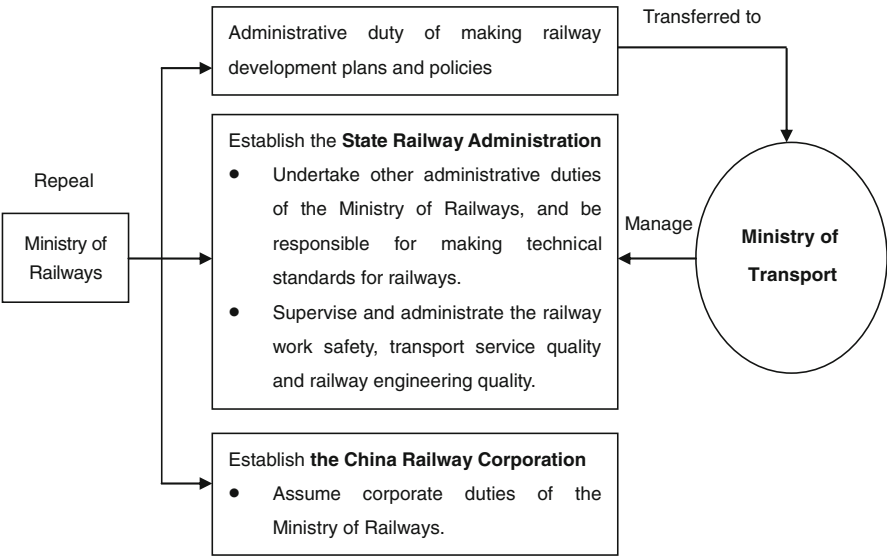 Transferred to
Administrative duty of making railway
development plans and policies
Establish the State Railway Administration
● Undertake other administrative duties
of the Ministry of Railways, and be
responsible for making technical
standards for railways.
● Supervise and administrate the railway
work safety, transport service quality
and railway engineering quality.
Repeal
Ministry of
Railways
Manage
Ministry of
Transport
Establish the China Railway Corporation
● Assume corporate duties of the
Ministry of Railways.